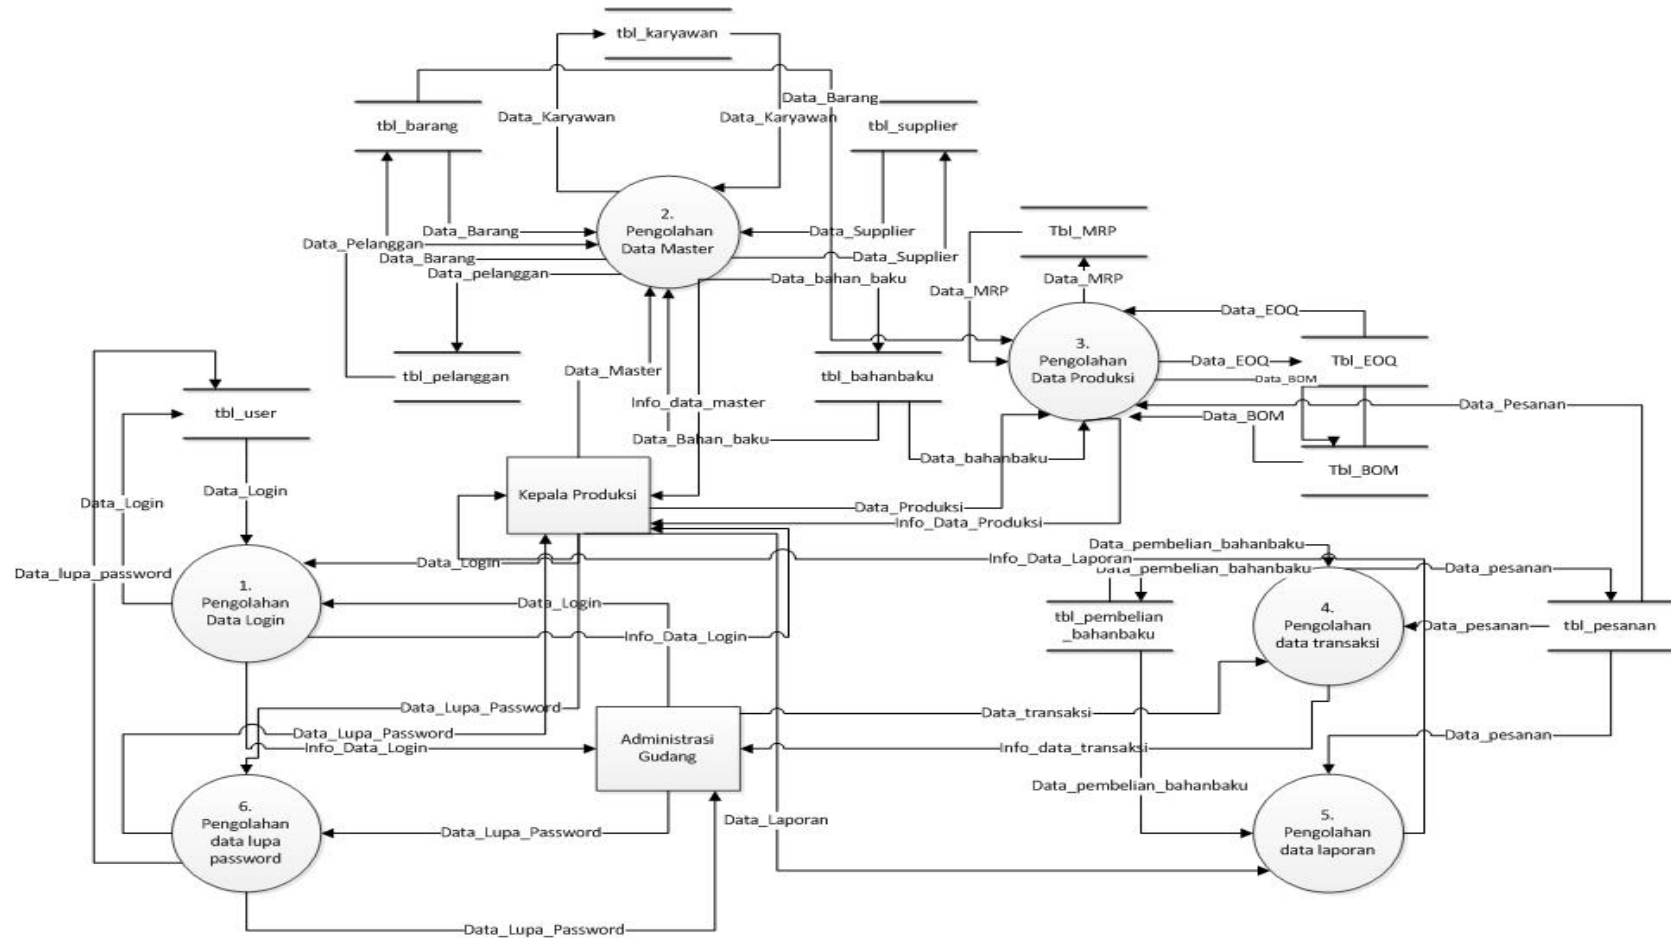 tbl_karyawan
Data_Barang
tbl_barang
Data_Karyawan
Data_Karyawan
tbl_supplier
2.
Pengolahan
Data Master
Data_Barang
Data_Supplier
Data_Pelanggan
Data_Barang
Data_Supplier
Data_pelanggan
Data_bahan_baku
Tbl_MRP
Data_MRP
Data_MRP
Data_EOQ
3.
Pengolahan
Data Produksi
Data_EOQ
Tbl_EOQ
Data_BOM
Data_Master
tbl_bahanbaku
tbl_pelanggan
tbl_user
Info_data_master
Data_Pesanan
Data_BOM
Data_Bahan_baku
Data_bahanbaku
Tbl_BOM
Data_Login
Data_Login
Kepala Produksi
Data_Produksi
Info_Data_Produksi
Data_pembelian_bahanbaku
Info_Data_Laporan
Data_Login
Data_pembelian_bahanbaku
Data_pesanan
Data_lupa_password
1.
Pengolahan
Data Login
Data_Login
Info_Data_Login
tbl_pembelian
_bahanbaku
4.
Pengolahan
data transaksi
Data_pesanan
tbl_pesanan
Data_Lupa_Password
Data_transaksi
Data_Lupa_Password
Info_Data_Login
Administrasi
Gudang
Info_data_transaksi
Data_pesanan
Data_pembelian_bahanbaku
6.
Pengolahan
data lupa
password
Data_Lupa_Password
Data_Laporan
5.
Pengolahan
data laporan
Data_Lupa_Password